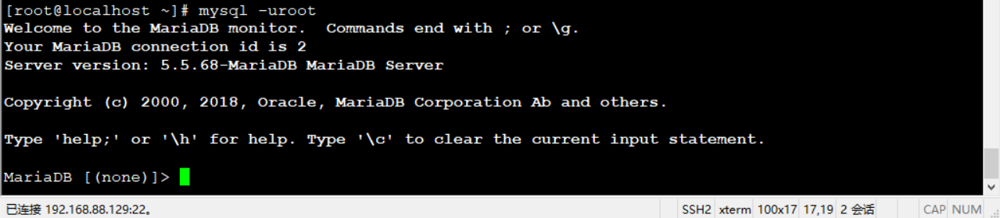 [root@localhost ~]# mysql -uroot
Welcome to the MariaDB monitor.  Commands end with ; or \g.
Your MariaDB connection id is 2
Server version: 5.5.68-MariaDB MariaDB Server
Copyright (c) 2000, 2018, Oracle, MariaDB Corporation Ab and others.
Type 'help;' or '\h' for help. Type '\c' to clear the current input statement.
MariaDB [(none)]>
已连接 192.168.88.129:22。 SSH2 xterm 100x17 17,19 2 会话 CAP NUM